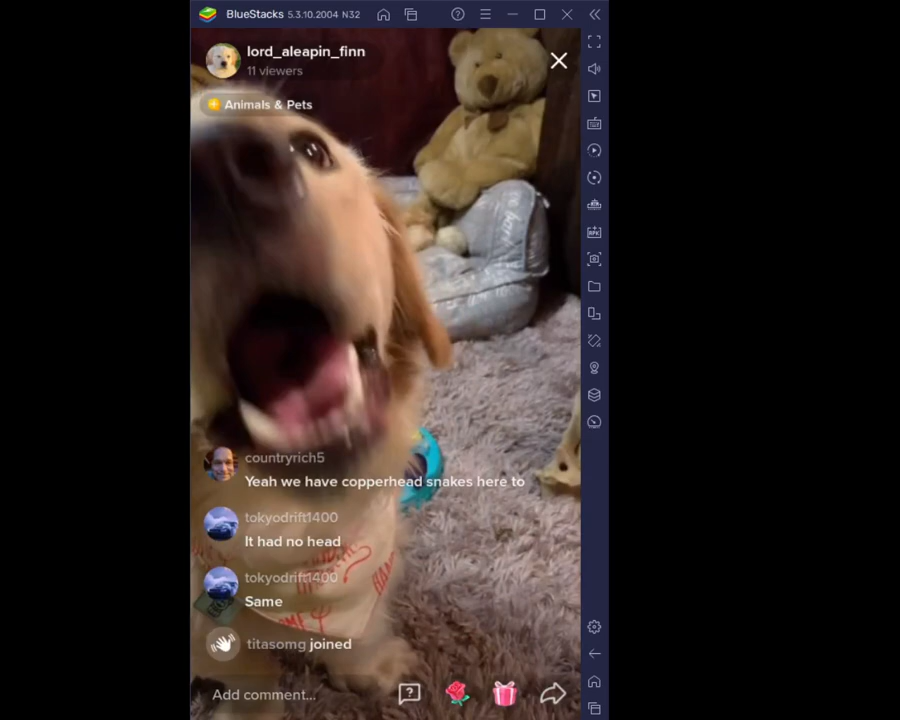 BlueStacks 5.3.10.2004 N32
lord_aleapin_finn
11 viewers
Animals & Pets
countryrich5
Yeah we have copperhead snakes here to
tokyodrift1400
It had no head
tokyodrift1400
Same
titasomg joined
Add comment...